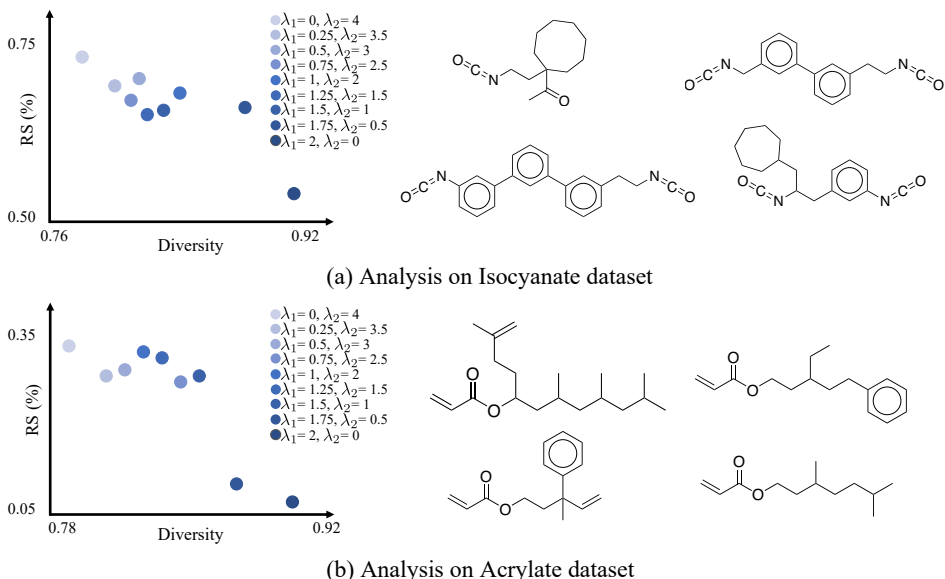 0.75
RS (%)
0.50
0.76
Diversity
0.92
λ₁= 0, λ₂= 4
λ₁= 0.25, λ₂= 3.5
λ₁= 0.5, λ₂= 3
λ₁= 0.75, λ₂= 2.5
λ₁= 1, λ₂= 2
λ₁= 1.25, λ₂= 1.5
λ₁= 1.5, λ₂= 1
λ₁= 1.75, λ₂= 0.5
λ₁= 2, λ₂= 0
O=C=N
O
N=C=O
O=C=N
N=C=O
O=C=N
N=C=O
O=C=N
N=C=O
(a) Analysis on Isocyanate dataset
0.35
RS (%)
0.05
0.78
Diversity
0.92
λ₁= 0, λ₂= 4
λ₁= 0.25, λ₂= 3.5
λ₁= 0.5, λ₂= 3
λ₁= 0.75, λ₂= 2.5
λ₁= 1, λ₂= 2
λ₁= 1.25, λ₂= 1.5
λ₁= 1.5, λ₂= 1
λ₁= 1.75, λ₂= 0.5
λ₁= 2, λ₂= 0
O
O
O
O
O
O
O
O
(b) Analysis on Acrylate dataset